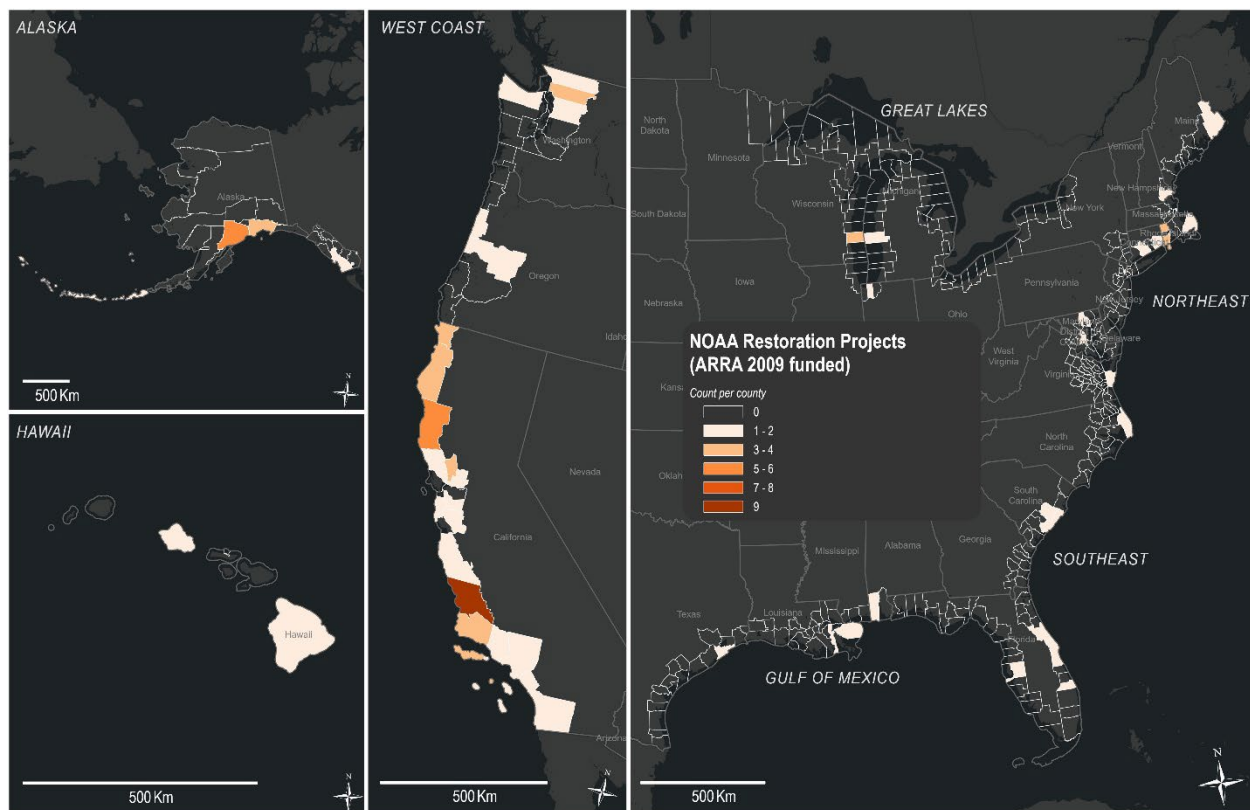 ALASKA
Alaska
500 Km
N
HAWAII
Hawaii
500 Km
N
WEST COAST
Washington
Oregon
Idaho
Nevada
California
Arizona
500 Km
N
GREAT LAKES
North
Dakota
Minnesota
South Dakota
Wisconsin
Michigan
Iowa
Nebraska
Ohio
Pennsylvania
New York
Vermont
New Hampshire
Maine
Massachusetts
New Jersey
NORTHEAST
Delaware
West
Virginia
Virginia
NOAA Restoration Projects
(ARRA 2009 funded)
Count per county
0
1 - 2
3 - 4
5 - 6
7 - 8
9
North
Carolina
South
Carolina
Georgia
Alabama
Mississippi
Louisiana
Texas
Florida
SOUTHEAST
GULF OF MEXICO
500 Km
N